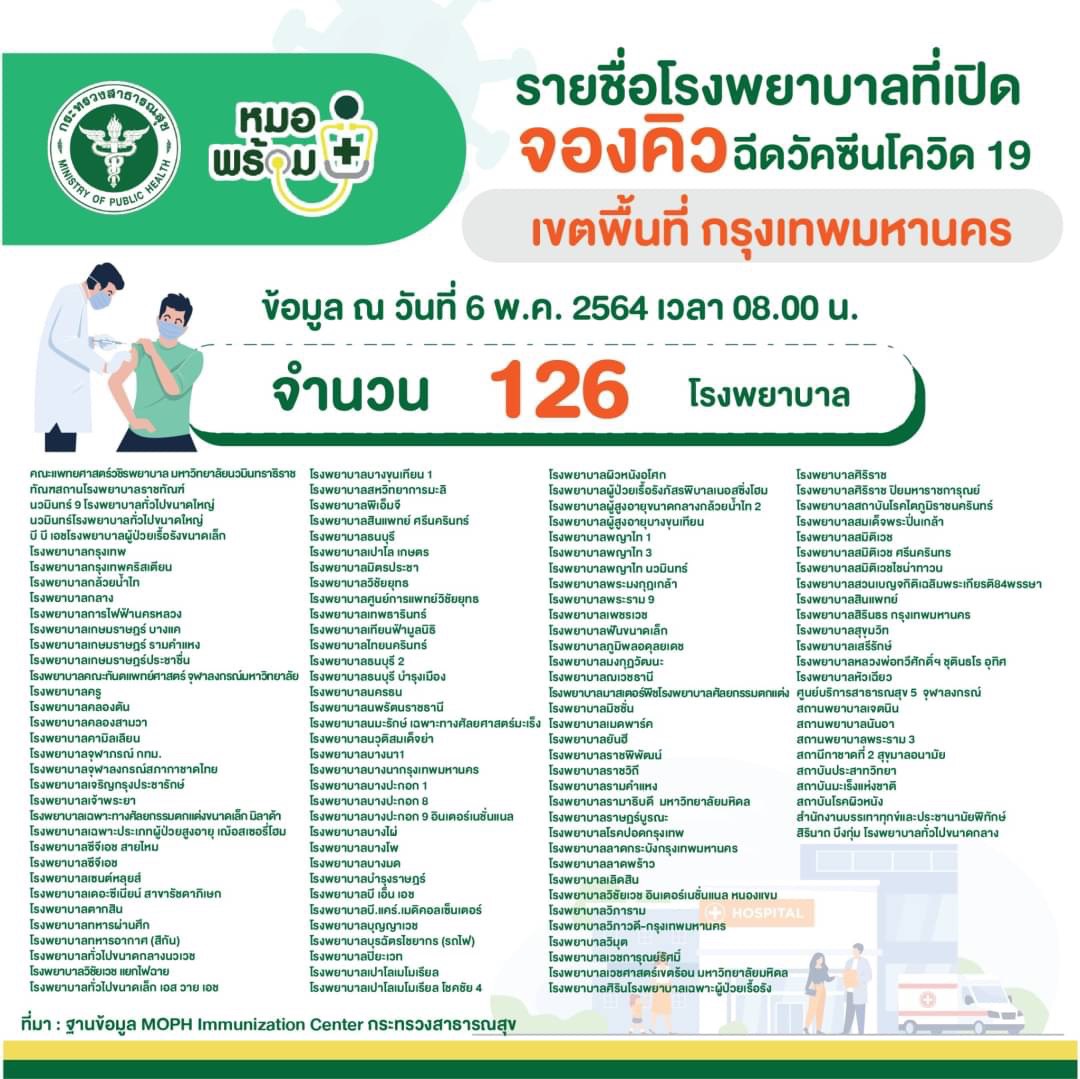 กระทรวงสาธารณสุข
MINISTRY OF PUBLIC HEALTH
หมอ
พร้อม
รายชื่อโรงพยาบาลที่เปิด
จองคิว ฉีดวัคซีนโควิด 19
เขตพื้นที่ กรุงเทพมหานคร
ข้อมูล ณ วันที่ 6 พ.ค. 2564 เวลา 08.00 น.
จำนวน 126 โรงพยาบาล
คณะแพทยศาสตร์วชิรพยาบาล มหาวิทยาลัยนวมินทราธิราช
ทัณฑสถานโรงพยาบาลราชทัณฑ์
นวมินทร์ 9 โรงพยาบาลทั่วไปขนาดใหญ่
นวมินทร์โรงพยาบาลทั่วไปขนาดใหญ่
บี บี เอชโรงพยาบาลผู้ป่วยเรื้อรังขนาดเล็ก
โรงพยาบาลกรุงเทพ
โรงพยาบาลกรุงเทพคริสเตียน
โรงพยาบาลกล้วยน้ำไท
โรงพยาบาลกลาง
โรงพยาบาลการไฟฟ้านครหลวง
โรงพยาบาลเกษมราษฎร์ บางแค
โรงพยาบาลเกษมราษฎร์ รามคำแหง
โรงพยาบาลเกษมราษฎร์ประชาชื่น
โรงพยาบาลคณะทันตแพทย์ศาสตร์ จุฬาลงกรณ์มหาวิทยาลัย
โรงพยาบาลครู
โรงพยาบาลคลองตัน
โรงพยาบาลคลองสามวา
โรงพยาบาลคามิลเลียน
โรงพยาบาลจุฬาภรณ์ กทม.
โรงพยาบาลจุฬาลงกรณ์สภากาชาดไทย
โรงพยาบาลเจริญกรุงประชารักษ์
โรงพยาบาลเจ้าพระยา
โรงพยาบาลเฉพาะทางศัลยกรรมตกแต่งขนาดเล็ก มิลาด้า
โรงพยาบาลเฉพาะประเภทผู้ป่วยสูงอายุ เฌ้อสเซอรี่โฮม
โรงพยาบาลซีจีเอช สายไหม
โรงพยาบาลซีจีเอช
โรงพยาบาลเซนต์หลุยส์
โรงพยาบาลเดอะซีเนี่ยน์ สาขารัชดาภิเษก
โรงพยาบาลตากสิน
โรงพยาบาลทหารผ่านศึก
โรงพยาบาลทหารอากาศ (สีกัน)
โรงพยาบาลทั่วไปขนาดกลางนวเวช
โรงพยาบาลวิชัยเวช แยกไฟฉาย
โรงพยาบาลทั่วไปขนาดเล็ก เอส วาย เอช
โรงพยาบาลบางขุนเทียน 1
โรงพยาบาลสหวิทยาการมะลิ
โรงพยาบาลพีเอ็มจี
โรงพยาบาลสินแพทย์ ศรีนครินทร์
โรงพยาบาลธนบุรี
โรงพยาบาลเปาโล เกษตร
โรงพยาบาลมิตรประชา
โรงพยาบาลวิชัยยุทธ
โรงพยาบาลศูนย์การแพทย์วิชัยยุทธ
โรงพยาบาลเทพธารินทร์
โรงพยาบาลเทียนฟ้ามูลนิธิ
โรงพยาบาลไทยนครินทร์
โรงพยาบาลธนบุรี 2
โรงพยาบาลธนบุรี บำรุงเมือง
โรงพยาบาลนครธน
โรงพยาบาลนพรัตนราชธานี
โรงพยาบาลนมะรักษ์ เฉพาะทางศัลยศาสตร์มะเร็ง
โรงพยาบาลนวุติสมเด็จย่า
โรงพยาบาลบางนา1
โรงพยาบาลบางนากรุงเทพมหานคร
โรงพยาบาลบางปะกอก 1
โรงพยาบาลบางปะกอก 8
โรงพยาบาลบางปะกอก 9 อินเตอร์เนชั่นแนล
โรงพยาบาลบางไผ่
โรงพยาบาลบางโพ
โรงพยาบาลบางมด
โรงพยาบาลบำรุงราษฎร์
โรงพยาบาลบี เอ็น เอช
โรงพยาบาลบี.แคร์.เมดิคอลเซ็นเตอร์
โรงพยาบาลบุญญาเวช
โรงพยาบาลบุรฉัตรไชยากร (รถไฟ)
โรงพยาบาลปิยะเวท
โรงพยาบาลเปาโลเมโมเรียล
โรงพยาบาลเปาโลเมโมเรียล โชคชัย 4
โรงพยาบาลผิวหนังอโศก
โรงพยาบาลผู้ป่วยเรื้อรังภัสรพิบาลเนอสซิ่งโฮม
โรงพยาบาลผู้สูงอายุขนาดกลางกล้วยน้ำไท 2
โรงพยาบาลผู้สูงอายุบางขุนเทียน
โรงพยาบาลพญาไท 1
โรงพยาบาลพญาไท 3
โรงพยาบาลพญาไท นวมินทร์
โรงพยาบาลพระมงกุฎเกล้า
โรงพยาบาลพระราม 9
โรงพยาบาลเพชรเวช
โรงพยาบาลฟันขนาดเล็ก
โรงพยาบาลภูมิพลอดุลยเดช
โรงพยาบาลมงกุฎวัฒนะ
โรงพยาบาลมเหสักข์
โรงพยาบาลมาสเตอร์พีชโรงพยาบาลศัลยกรรมตกแต่ง
โรงพยาบาลมิชชั่น
โรงพยาบาลเมดพาร์ค
โรงพยาบาลยันฮี
โรงพยาบาลราชพิพัฒน์
โรงพยาบาลราชวิถี
โรงพยาบาลรามคำแหง
โรงพยาบาลรามาธิบดี มหาวิทยาลัยมหิดล
โรงพยาบาลราษฎร์บูรณะ
โรงพยาบาลโรคปอดกรุงเทพ
โรงพยาบาลลาดกระบังกรุงเทพมหานคร
โรงพยาบาลลาดพร้าว
โรงพยาบาลเลิดสิน
โรงพยาบาลวิชัยเวช อินเตอร์เนชั่นแนล หนองแขม
โรงพยาบาลวิภาราม
โรงพยาบาลวิภาวดี-กรุงเทพมหานคร
โรงพยาบาลวิมุต
โรงพยาบาลเวชการุณย์รัศมิ์
โรงพยาบาลเวชศาสตร์เขตร้อน มหาวิทยาลัยมหิดล
โรงพยาบาลศิรินโรงพยาบาลเฉพาะผู้ป่วยเรื้อรัง
โรงพยาบาลศิริราช
โรงพยาบาลศิริราช ปิยมหาราชการุณย์
โรงพยาบาลสถาบันโรคไตภูมิราชนครินทร์
โรงพยาบาลสมเด็จพระปิ่นเกล้า
โรงพยาบาลสมิติเวช
โรงพยาบาลสมิติเวช ศรีนครินทร
โรงพยาบาลสมิติเวชไชน่าทาวน
โรงพยาบาลสวนเบญจกิติเฉลิมพระเกียรติ84พรรษา
โรงพยาบาลสินแพทย์
โรงพยาบาลสิรินธร กรุงเทพมหานคร
โรงพยาบาลสุขุมวิท
โรงพยาบาลเสรีรักษ์
โรงพยาบาลหลวงพ่อทวีศักดิ์ฯ ชุตินธโร อุทิศ
โรงพยาบาลหัวเฉียว
ศูนย์บริการสาธารณสุข 5 จุฬาลงกรณ์
สถานพยาบาลเจตนิน
สถานพยาบาลนันอา
สถานพยาบาลพระราม 3
สถานีกาชาดที่ 2 สุขุมาลอนามัย
สถาบันประสาทวิทยา
สถาบันมะเร็งแห่งชาติ
สถาบันโรคผิวหนัง
สำนักงานบรรเทาทุกข์และประชานามัยพิทักษ์
สิรินาถ บึงกุ่ม โรงพยาบาลทั่วไปขนาดกลาง
HOSPITAL
ที่มา : ฐานข้อมูล MOPH Immunization Center กระทรวงสาธารณสุข